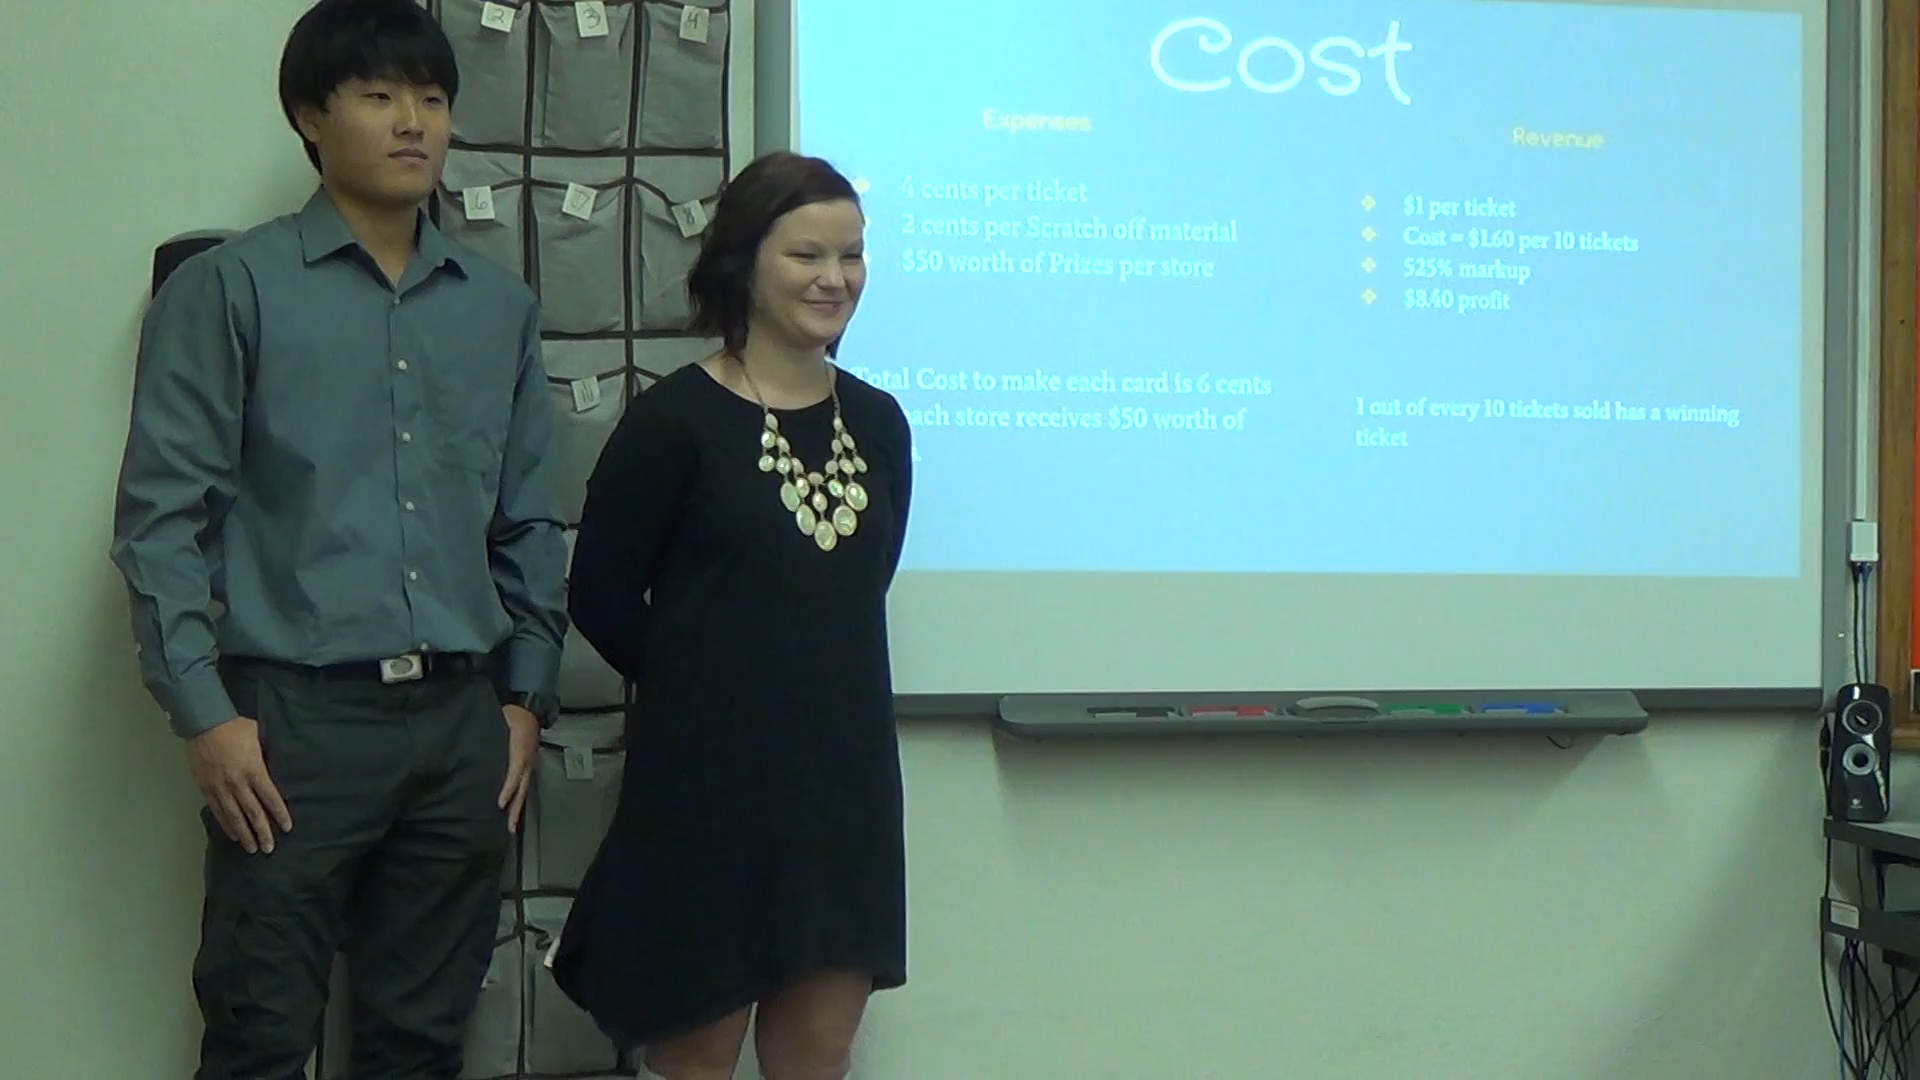 2 3 4
6 7 8
10
Cost
Expenses
4 cents per ticket
2 cents per Scratch off material
$50 worth of Prizes per store
Total Cost to make each card is 6 cents
each store receives $50 worth of
Revenue
$1 per ticket
Cost = $1.60 per 10 tickets
525% markup
$8.40 profit
1 out of every 10 tickets sold has a winning
ticket